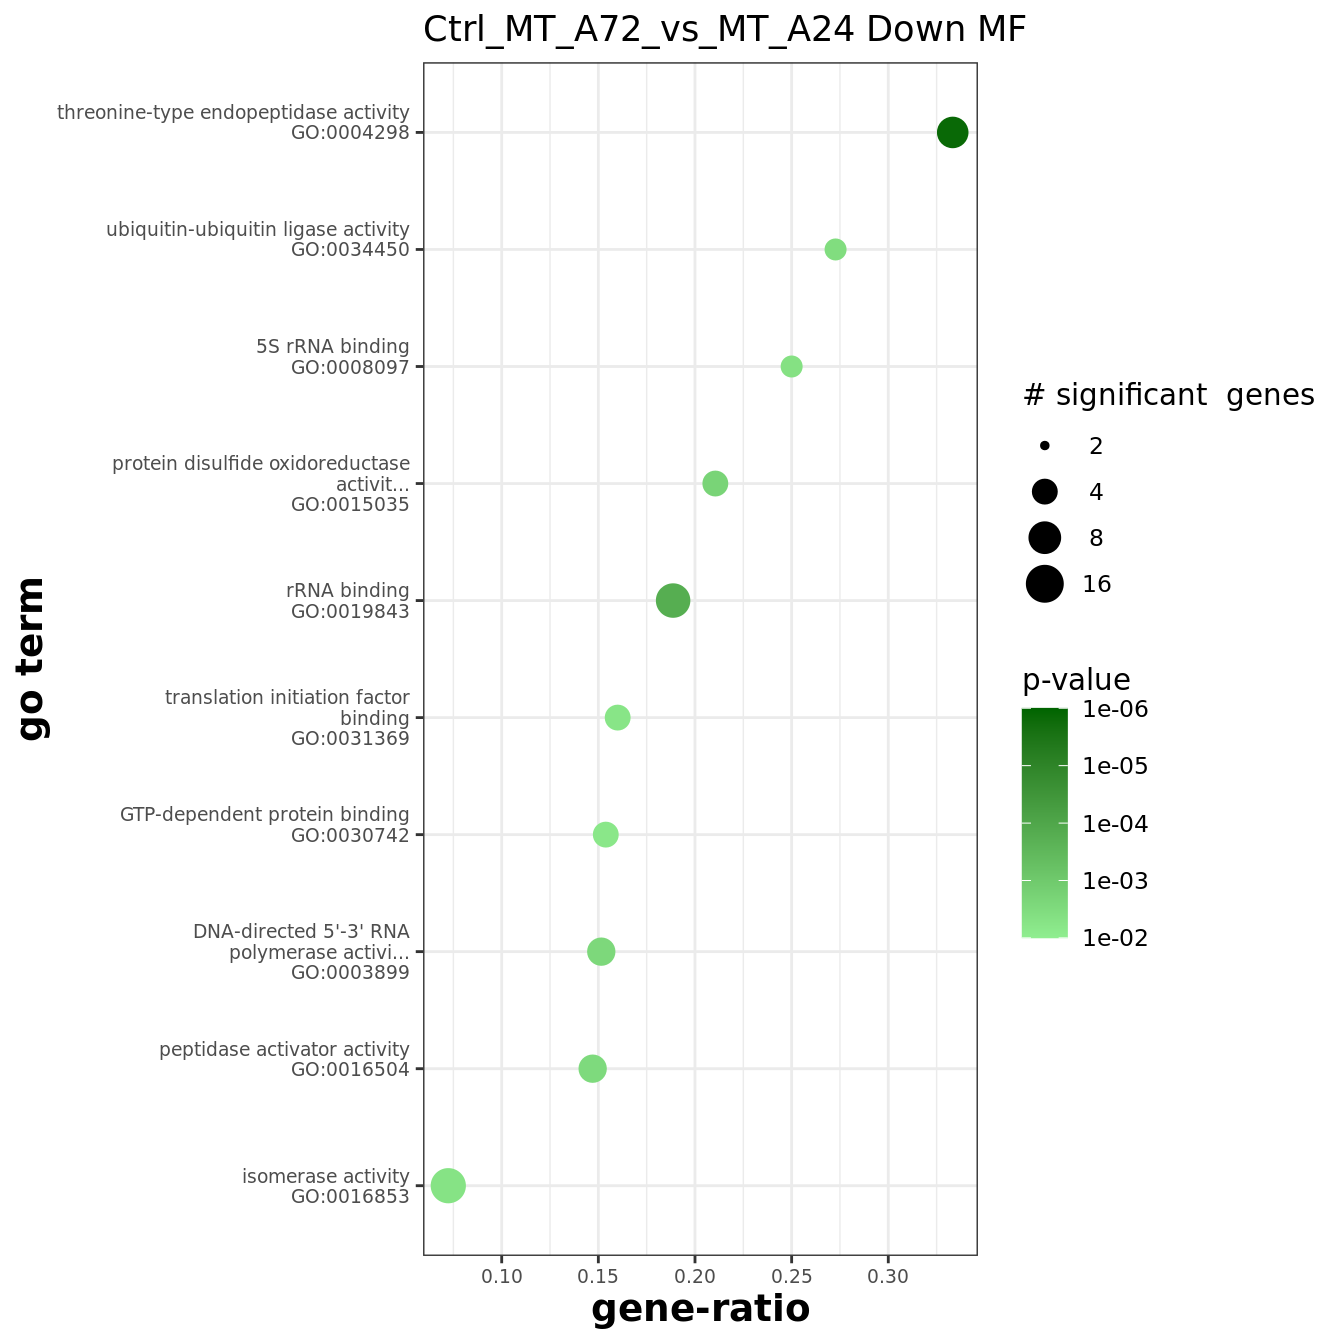 Ctrl_MT_A72_vs_MT_A24 Down MF
threonine-type endopeptidase activity
GO:0004298
ubiquitin-ubiquitin ligase activity
GO:0034450
5S rRNA binding
GO:0008097
protein disulfide oxidoreductase
activit...
GO:0015035
rRNA binding
GO:0019843
translation initiation factor
binding
GO:0031369
GTP-dependent protein binding
GO:0030742
DNA-directed 5'-3' RNA
polymerase activi...
GO:0003899
peptidase activator activity
GO:0016504
isomerase activity
GO:0016853
go term
0.10 0.15 0.20 0.25 0.30
gene-ratio
# significant  genes
2
4
8
16
p-value
1e-06
1e-05
1e-04
1e-03
1e-02